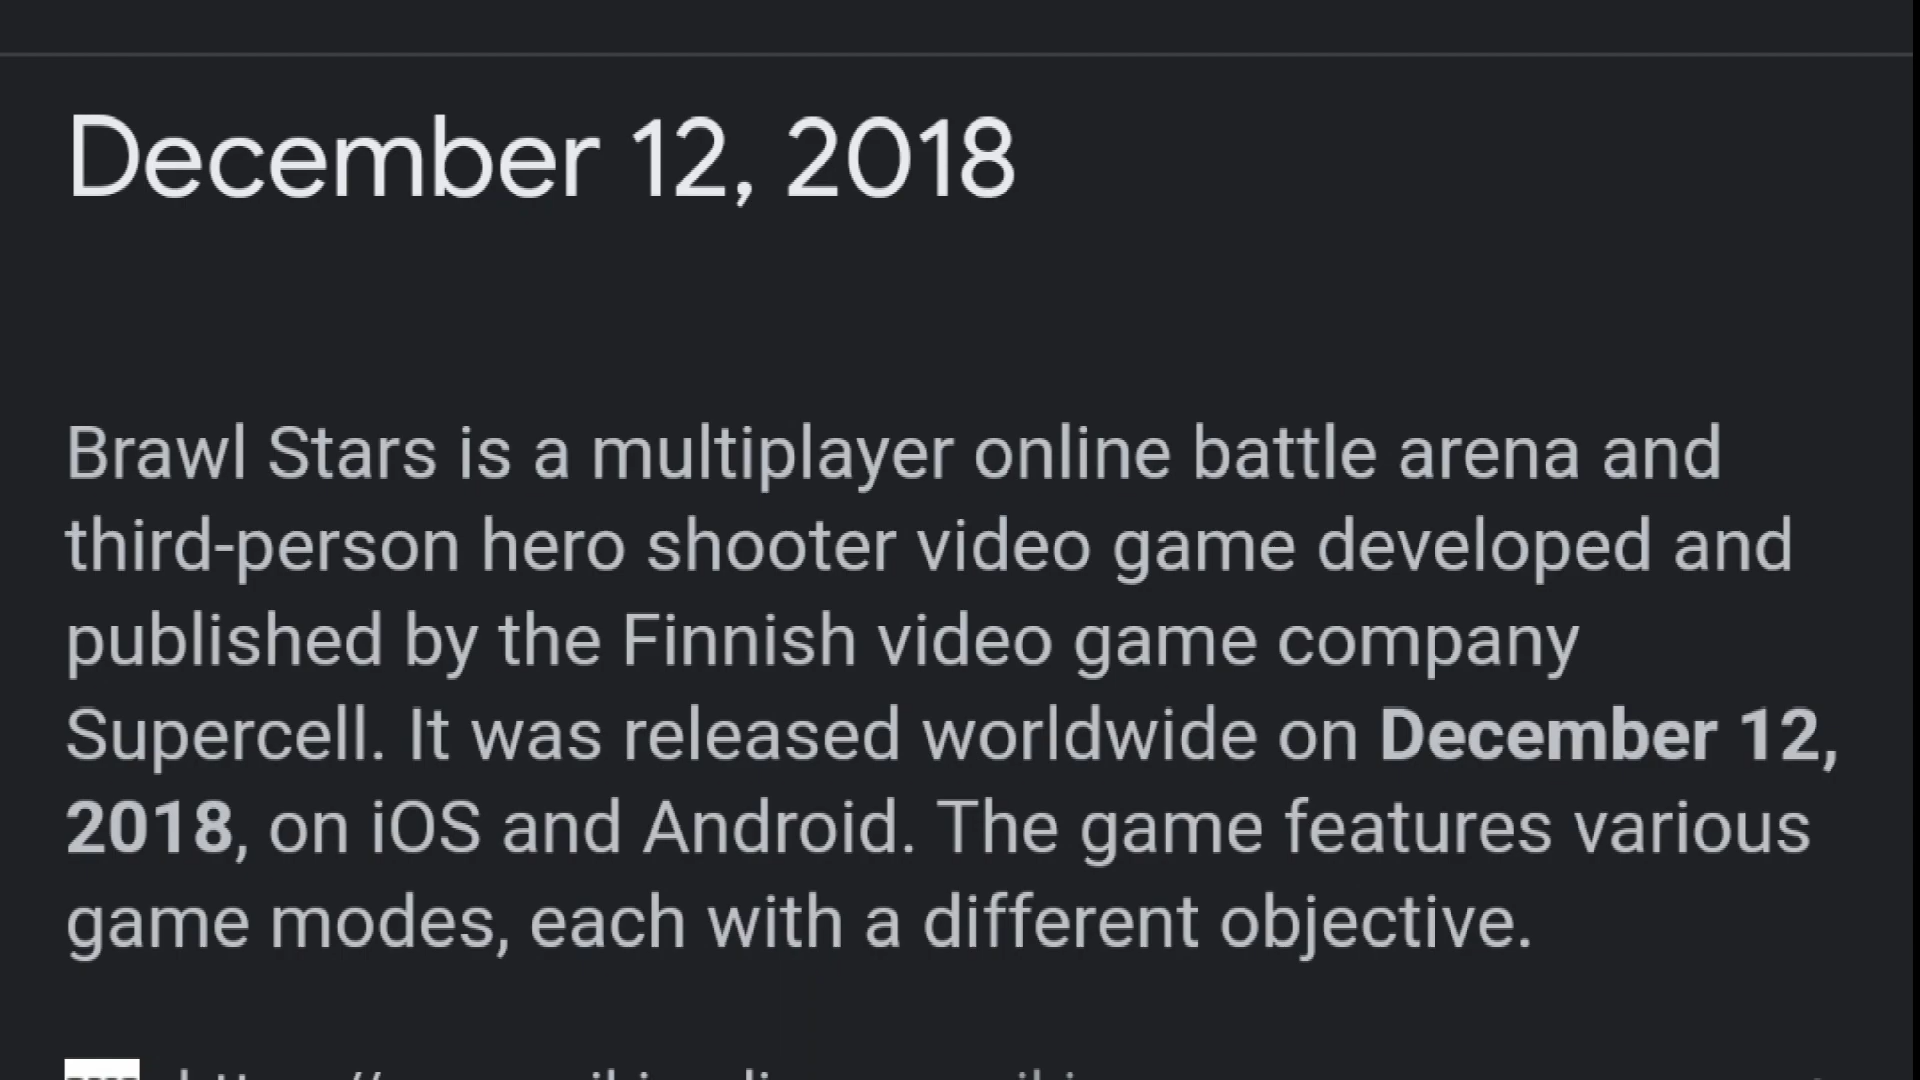 December 12, 2018
Brawl Stars is a multiplayer online battle arena and
third-person hero shooter video game developed and
published by the Finnish video game company
Supercell. It was released worldwide on December 12,
2018, on iOS and Android. The game features various
game modes, each with a different objective.